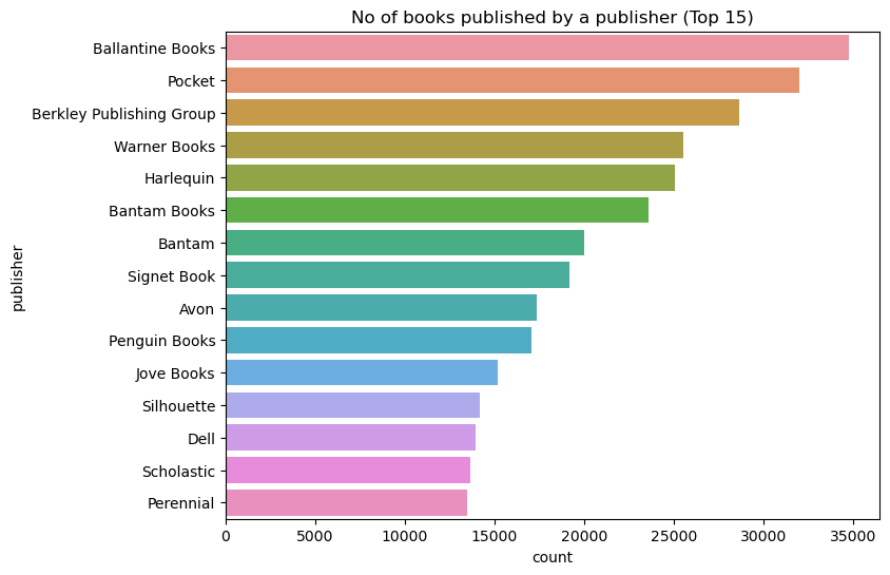 No of books published by a publisher (Top 15)
publisher
Ballantine Books
Pocket
Berkley Publishing Group
Warner Books
Harlequin
Bantam Books
Bantam
Signet Book
Avon
Penguin Books
Jove Books
Silhouette
Dell
Scholastic
Perennial
0 5000 10000 15000 20000 25000 30000 35000
count